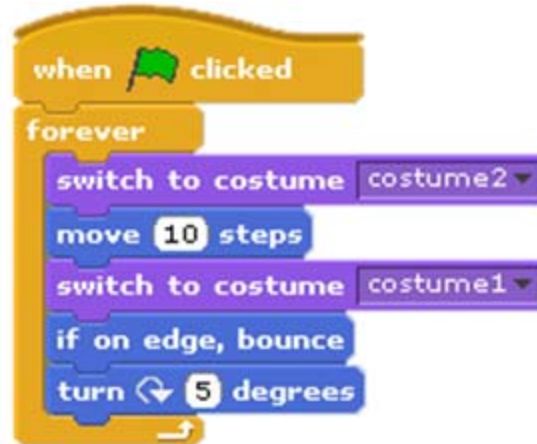 when clicked
forever
switch to costume costume2
move 10 steps
switch to costume costume1
if on edge, bounce
turn 5 degrees